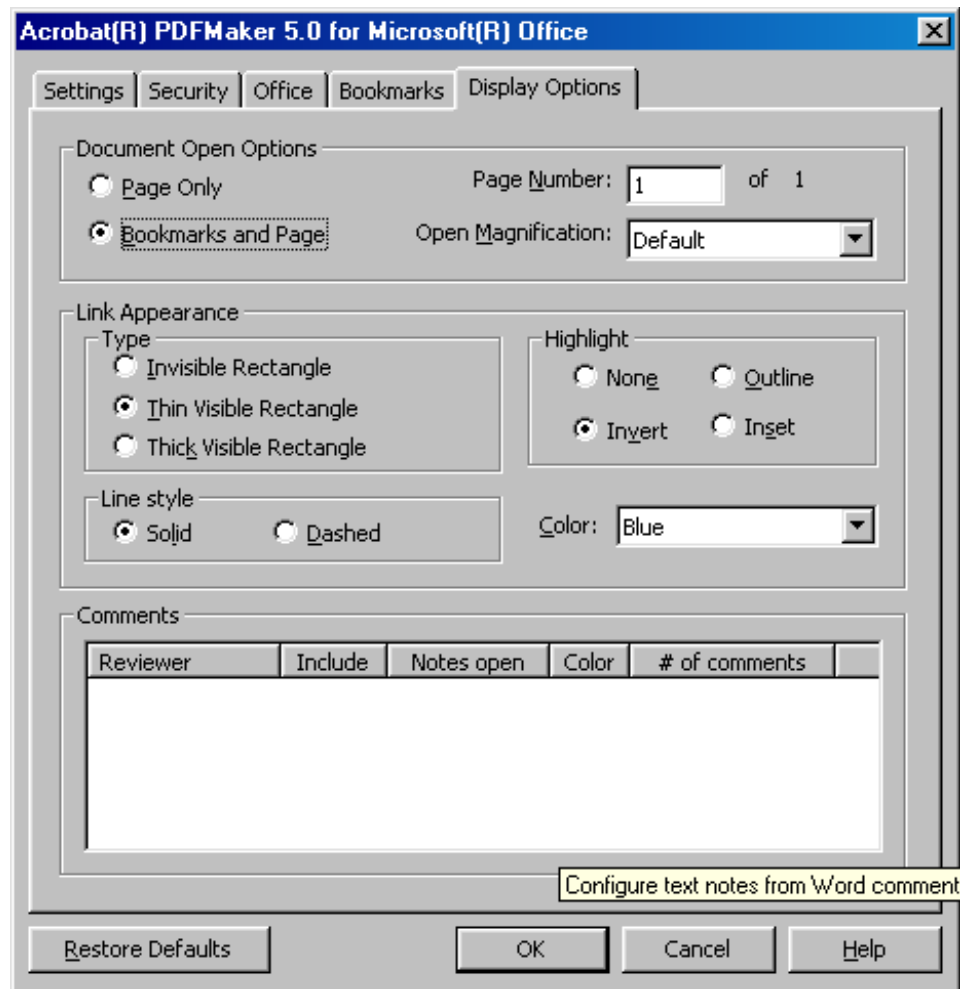 Acrobat(R) PDFMaker 5.0 for Microsoft(R) Office
Settings Security Office Bookmarks Display Options
Document Open Options
Page Only Page Number: 1 of 1
Bookmarks and Page Open Magnification: Default
Link Appearance
Type Highlight
Invisible Rectangle None Outline
Thin Visible Rectangle Invert Inset
Thick Visible Rectangle
Line style
Solid Dashed Color: Blue
Comments
Reviewer Include Notes open Color # of comments
Configure text notes from Word comment
Restore Defaults OK Cancel Help